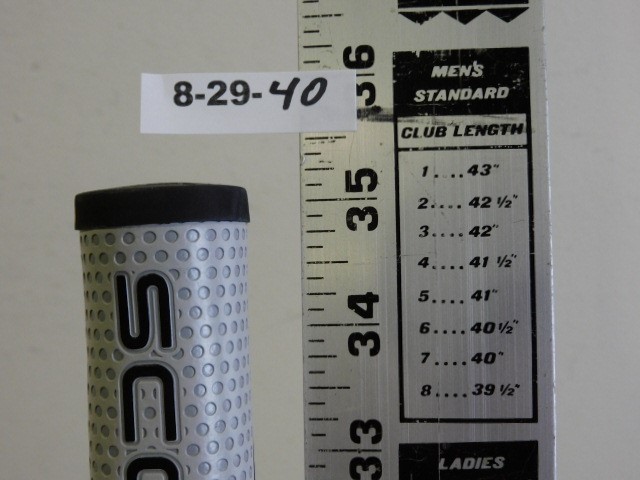 8-29-40
36
35
34
33
MEN'S
STANDARD
CLUB LENGTH
1....43"
2....42 ½"
3....42"
4....41 ½"
5....41"
6....40½"
7....40"
8....39 ½"
LADIES
SC